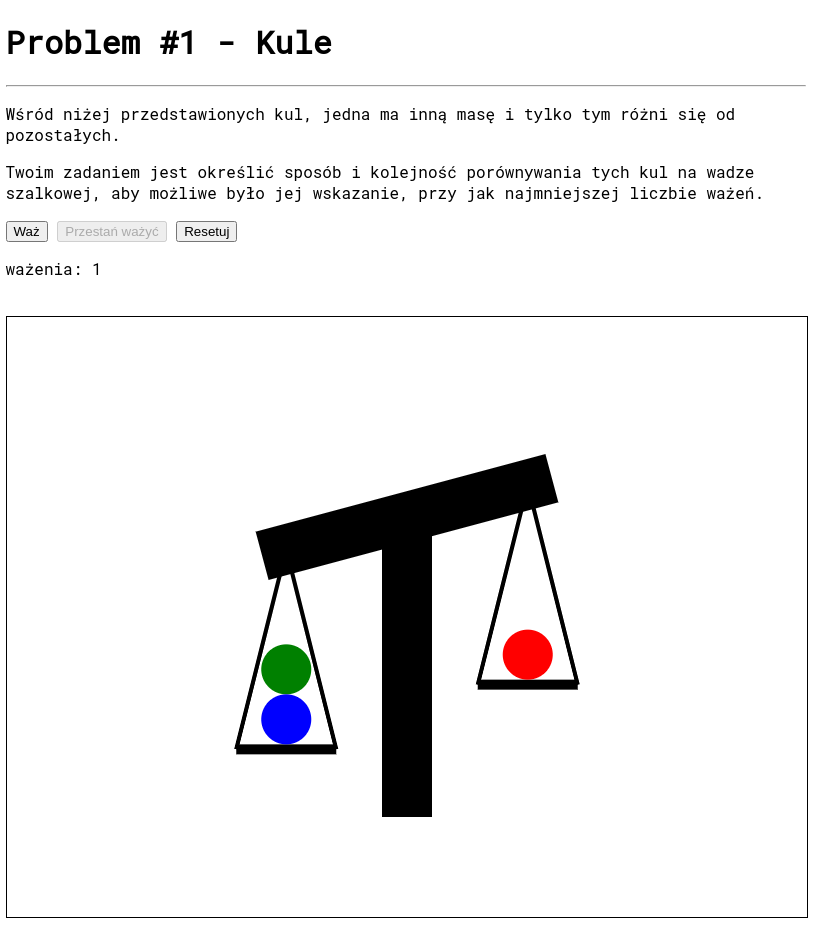 Problem #1 - Kule
Wśród niżej przedstawionych kul, jedna ma inną masę i tylko tym różni się od
pozostałych.
Twoim zadaniem jest określić sposób i kolejność porównywania tych kul na wadze
szalkowej, aby możliwe było jej wskazanie, przy jak najmniejszej liczbie ważeń.
Waż Przestań ważyć Resetuj
ważenia: 1